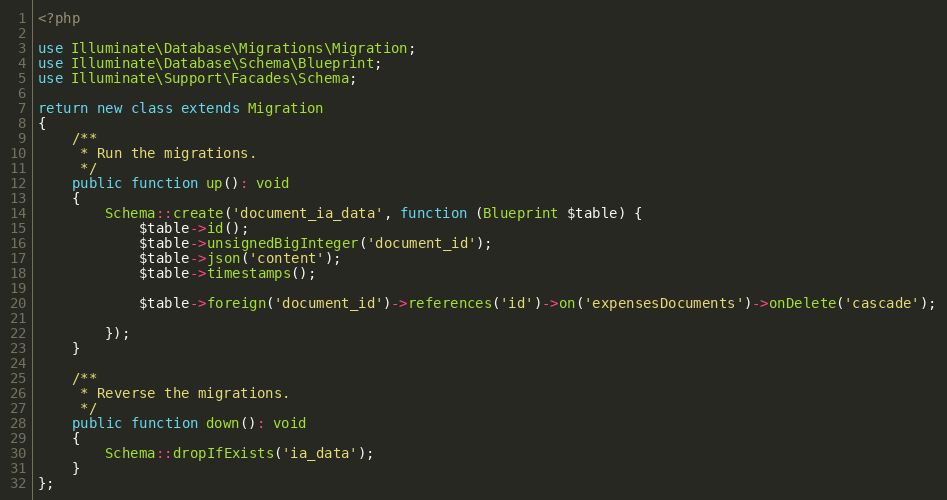 1 <?php
2
3 use Illuminate\Database\Migrations\Migration;
4 use Illuminate\Database\Schema\Blueprint;
5 use Illuminate\Support\Facades\Schema;
6
7 return new class extends Migration
8 {
9     /**
10      * Run the migrations.
11      */
12     public function up(): void
13     {
14         Schema::create('document_ia_data', function (Blueprint $table) {
15             $table->id();
16             $table->unsignedBigInteger('document_id');
17             $table->json('content');
18             $table->timestamps();
19
20             $table->foreign('document_id')->references('id')->on('expensesDocuments')->onDelete('cascade');
21
22         });
23     }
24
25     /**
26      * Reverse the migrations.
27      */
28     public function down(): void
29     {
30         Schema::dropIfExists('ia_data');
31     }
32 };